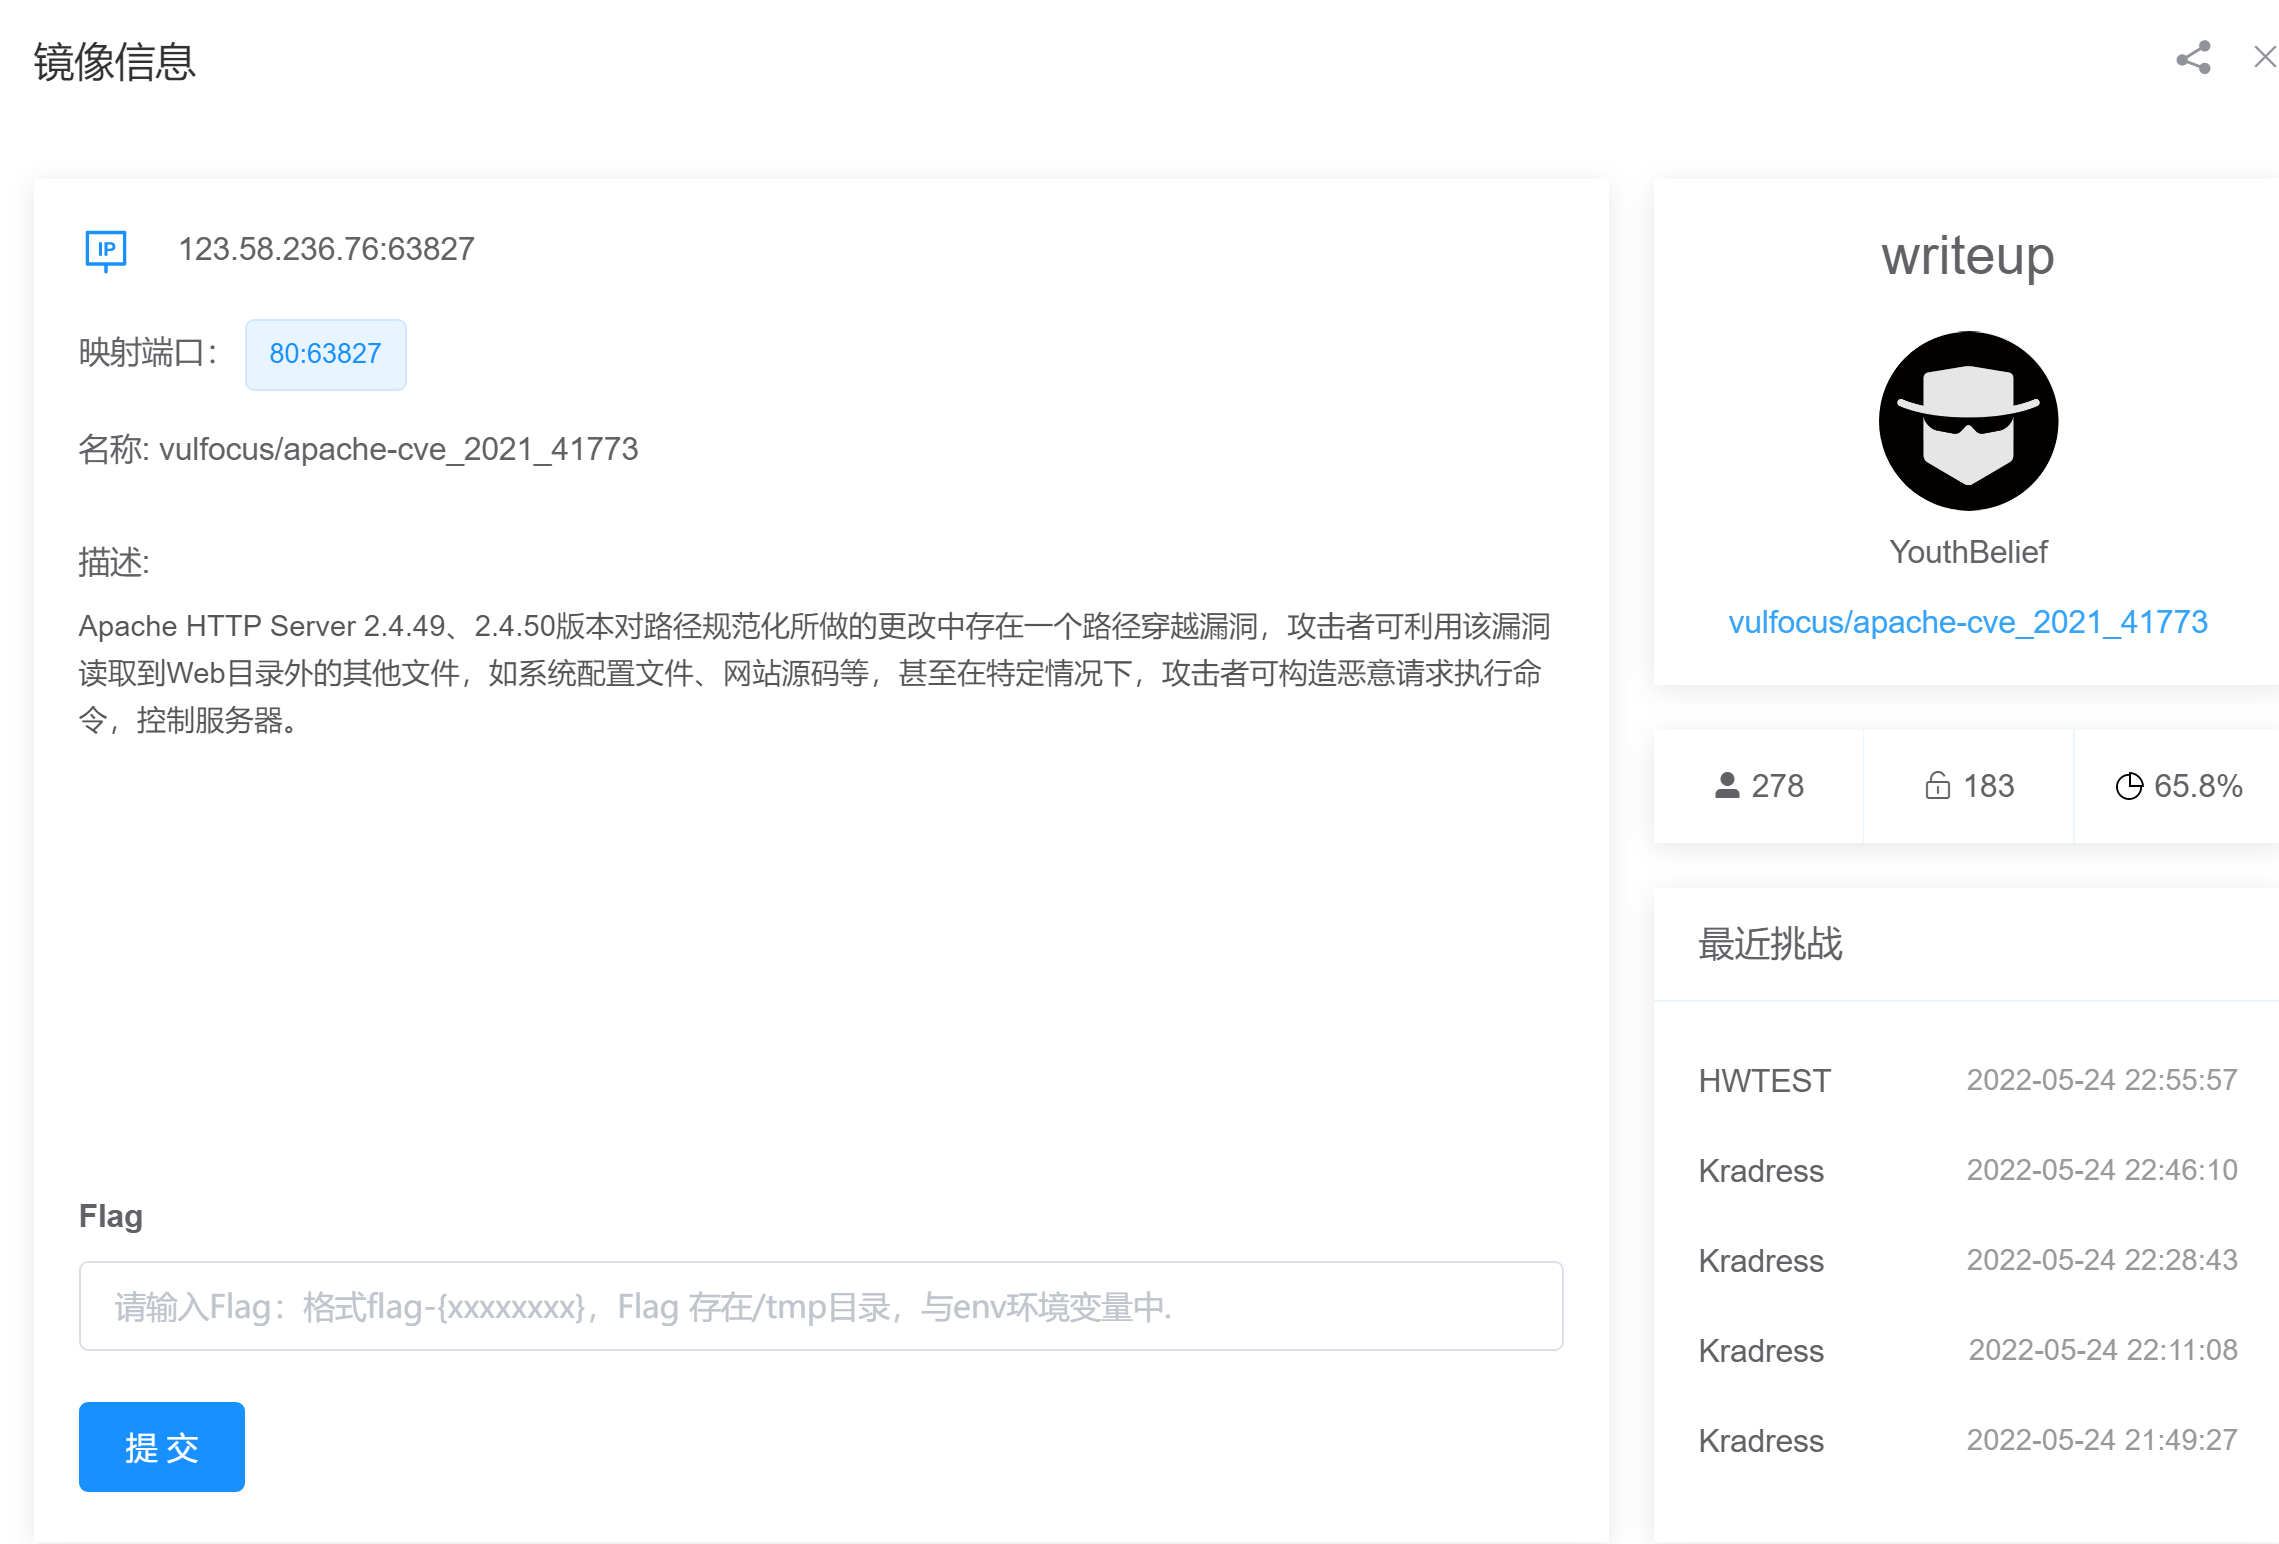 镜像信息
IP
123.58.236.76:63827
映射端口：
80:63827
名称: vulfocus/apache-cve_2021_41773
描述:
Apache HTTP Server 2.4.49、2.4.50版本对路径规范化所做的更改中存在一个路径穿越漏洞，攻击者可利用该漏洞
读取到Web目录外的其他文件，如系统配置文件、网站源码等，甚至在特定情况下，攻击者可构造恶意请求执行命
令，控制服务器。
Flag
请输入Flag：格式flag-{xxxxxxxx}，Flag 存在/tmp目录，与env环境变量中.
提 交
writeup
YouthBelief
vulfocus/apache-cve_2021_41773
278
183
65.8%
最近挑战
HWTEST 2022-05-24 22:55:57
Kradress 2022-05-24 22:46:10
Kradress 2022-05-24 22:28:43
Kradress 2022-05-24 22:11:08
Kradress 2022-05-24 21:49:27